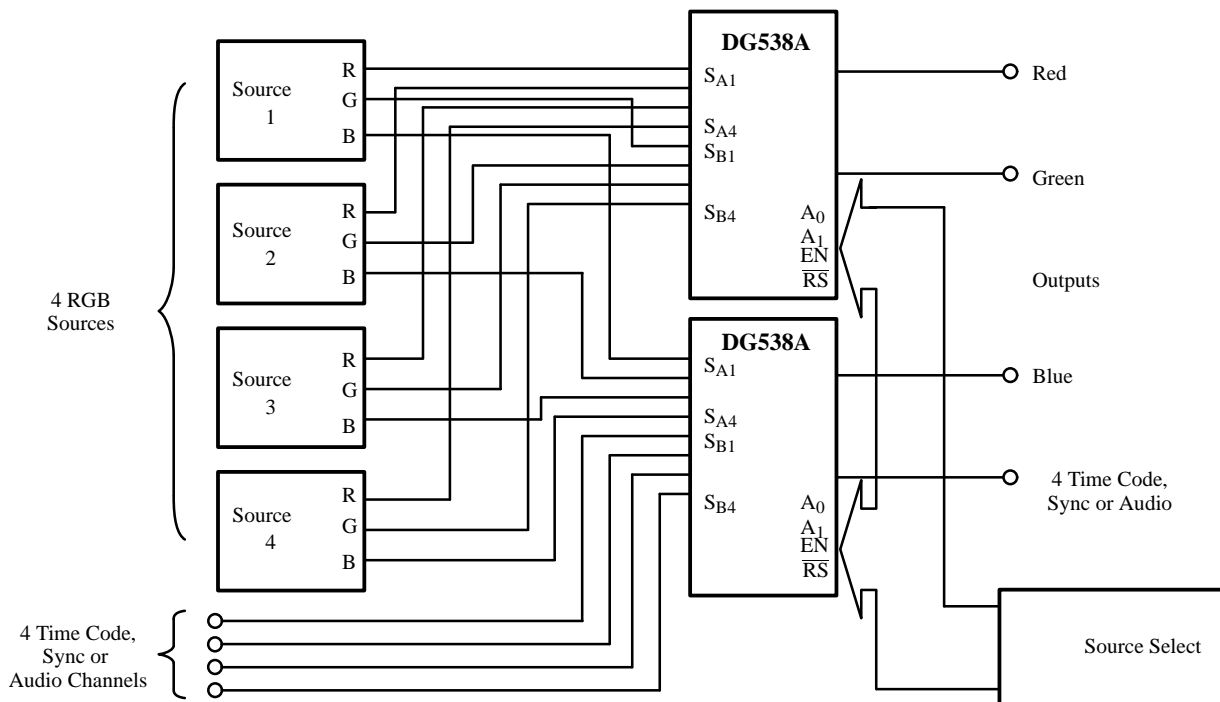 4 RGB
Sources
Source
1
R
G
B
Source
2
R
G
B
Source
3
R
G
B
Source
4
R
G
B
4 Time Code,
Sync or
Audio Channels
DG538A
S_A1
S_A4
S_B1
S_B4
A_0
A_1
EN
R̅S̅
DG538A
S_A1
S_A4
S_B1
S_B4
A_0
A_1
EN
R̅S̅
Red
Green
Outputs
Blue
4 Time Code,
Sync or Audio
Source Select